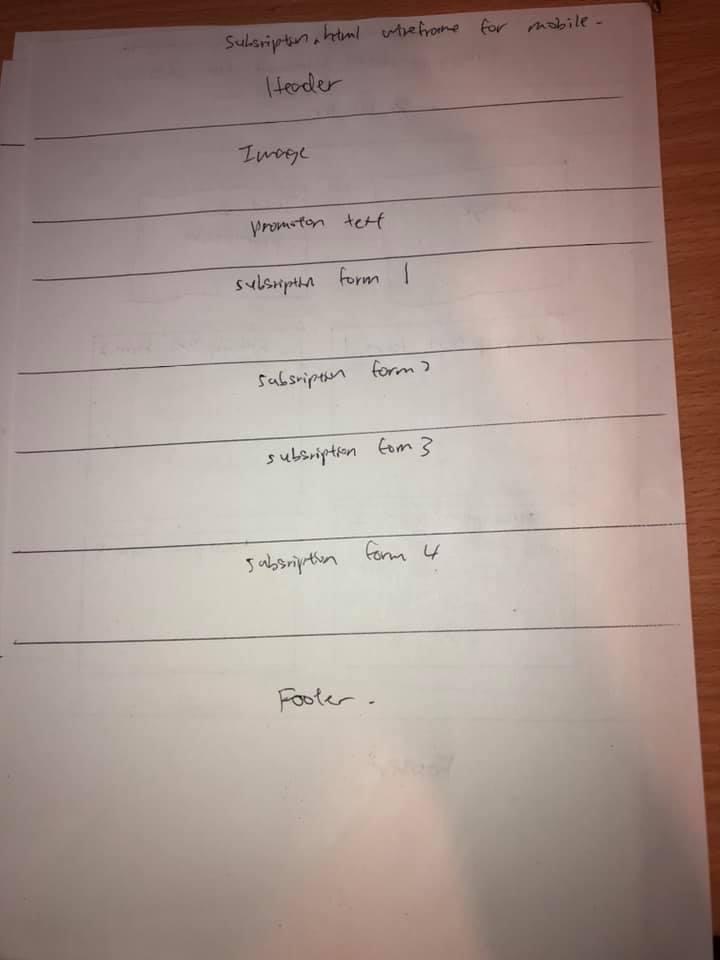 Subsription.html wireframe for mobile.
Header
Image
promotion text
subsription form 1
subsription form 2
subsription form 3
subsription form 4
Footer.